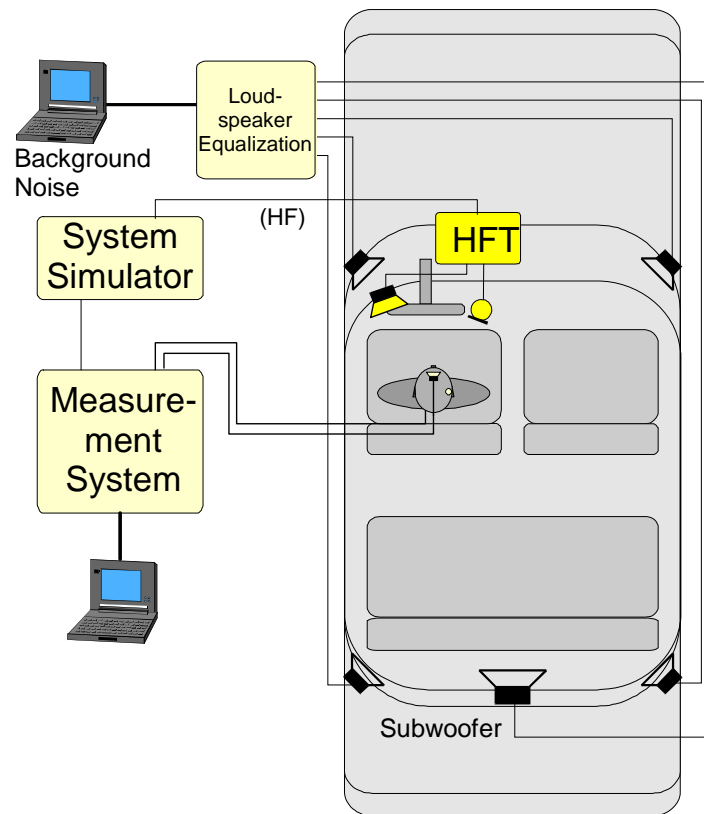 Loud-
speaker
Equalization
Background
Noise
(HF)
System
Simulator
HFT
Measure-
ment
System
Subwoofer